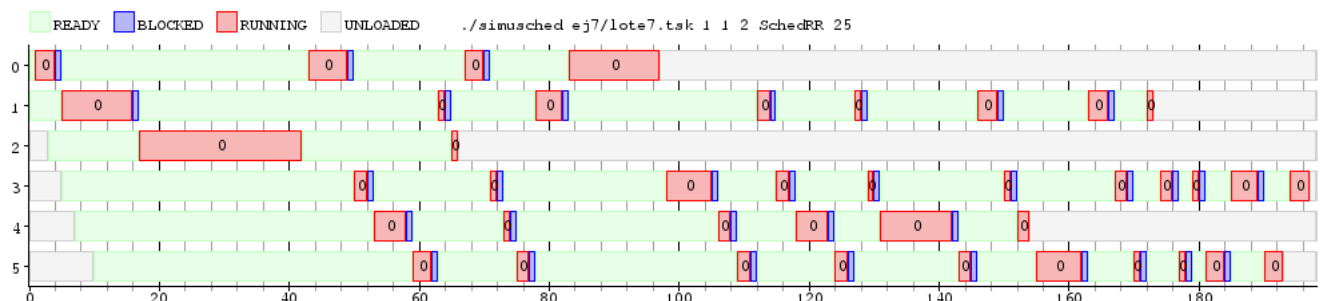 READY BLOCKED RUNNING UNLOADED ./simusched ej7/lote7.tsk 1 1 2 SchedRR 25
0 0 0 0 0
1 0 0 0 0 0 0 0 0
2 0 0
3 0 0 0 0 0 0 0 0 0 0
4 0 0 0 0 0 0
5 0 0 0 0 0 0 0 0 0 0
0 20 40 60 80 100 120 140 160 180